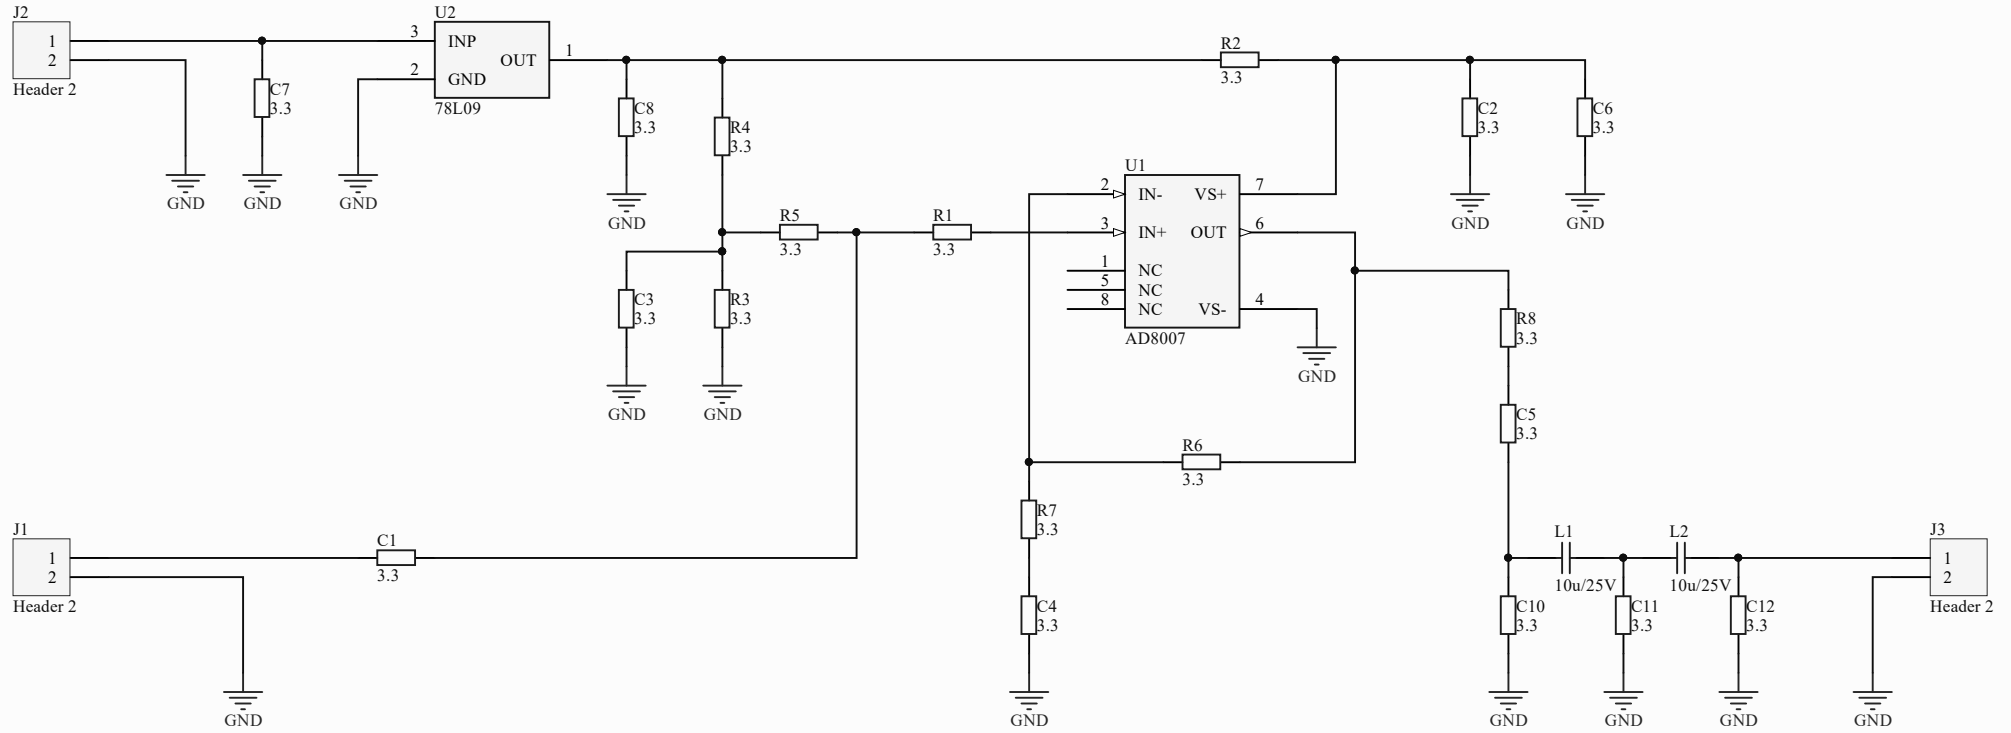 J2
1
2
Header 2
GND
C7
3.3
GND
U2
3
INP
2
GND
OUT
1
78L09
GND
C8
3.3
GND
R4
3.3
R2
3.3
C2
3.3
GND
C6
3.3
GND
R5
3.3
R1
3.3
C3
3.3
GND
R3
3.3
GND
U1
2
IN-
VS+
7
3
IN+
OUT
6
1
NC
5
NC
8
NC
VS-
4
AD8007
GND
R8
3.3
C5
3.3
R6
3.3
R7
3.3
C4
3.3
GND
J1
1
2
Header 2
GND
C1
3.3
L1
10u/25V
L2
10u/25V
C10
3.3
GND
C11
3.3
GND
C12
3.3
GND
J3
1
2
Header 2
GND